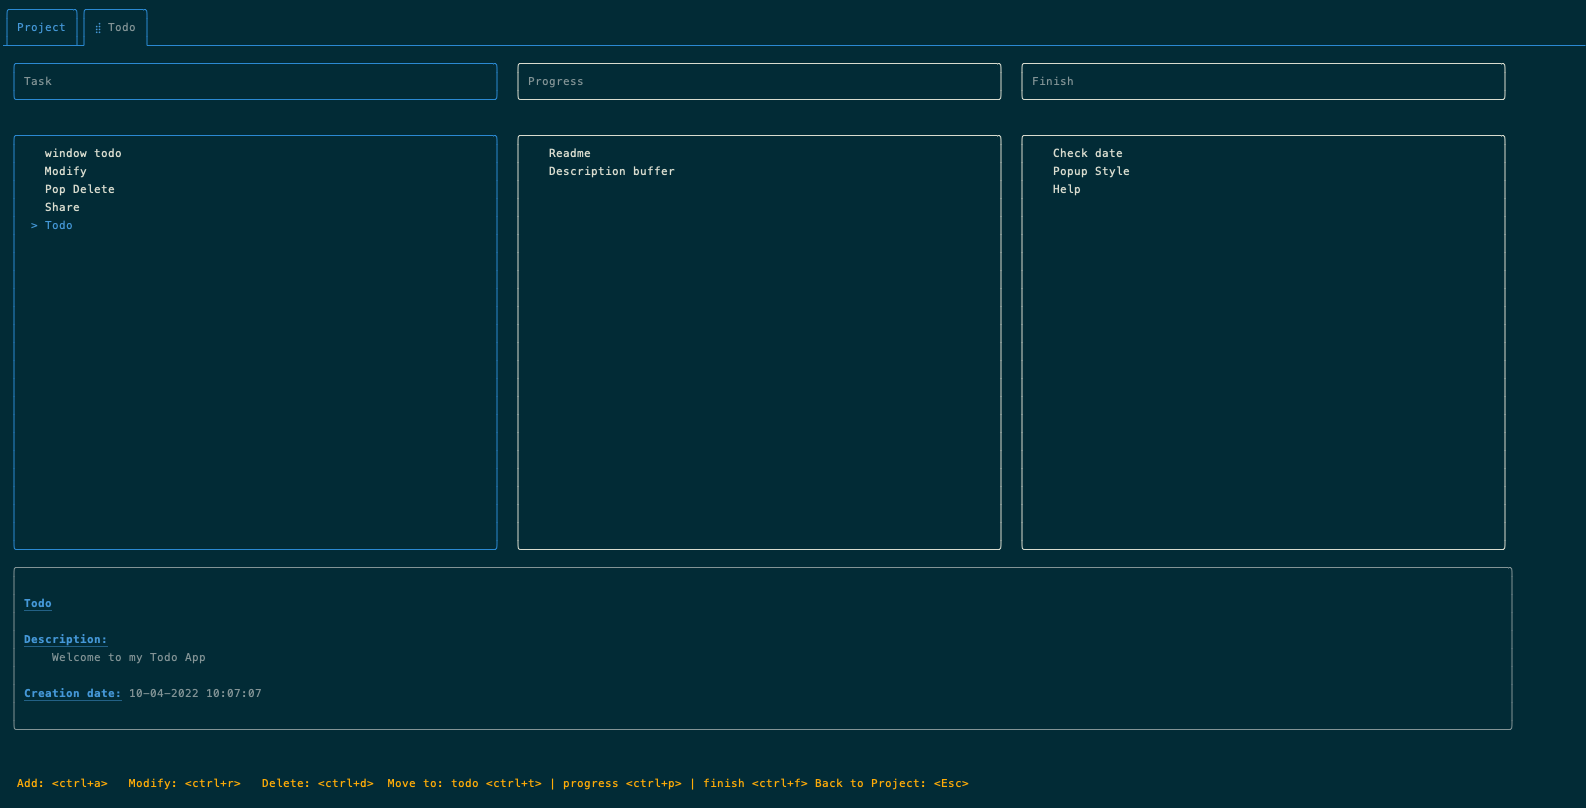 Project
Todo
Task
Progress
Finish
window todo
Modify
Pop Delete
Share
> Todo
Readme
Description buffer
Check date
Popup Style
Help
Todo
Description:
Welcome to my Todo App
Creation date: 10-04-2022 10:07:07
Add: <ctrl+a>   Modify: <ctrl+r>   Delete: <ctrl+d>  Move to: todo <ctrl+t> | progress <ctrl+p> | finish <ctrl+f> Back to Project: <Esc>